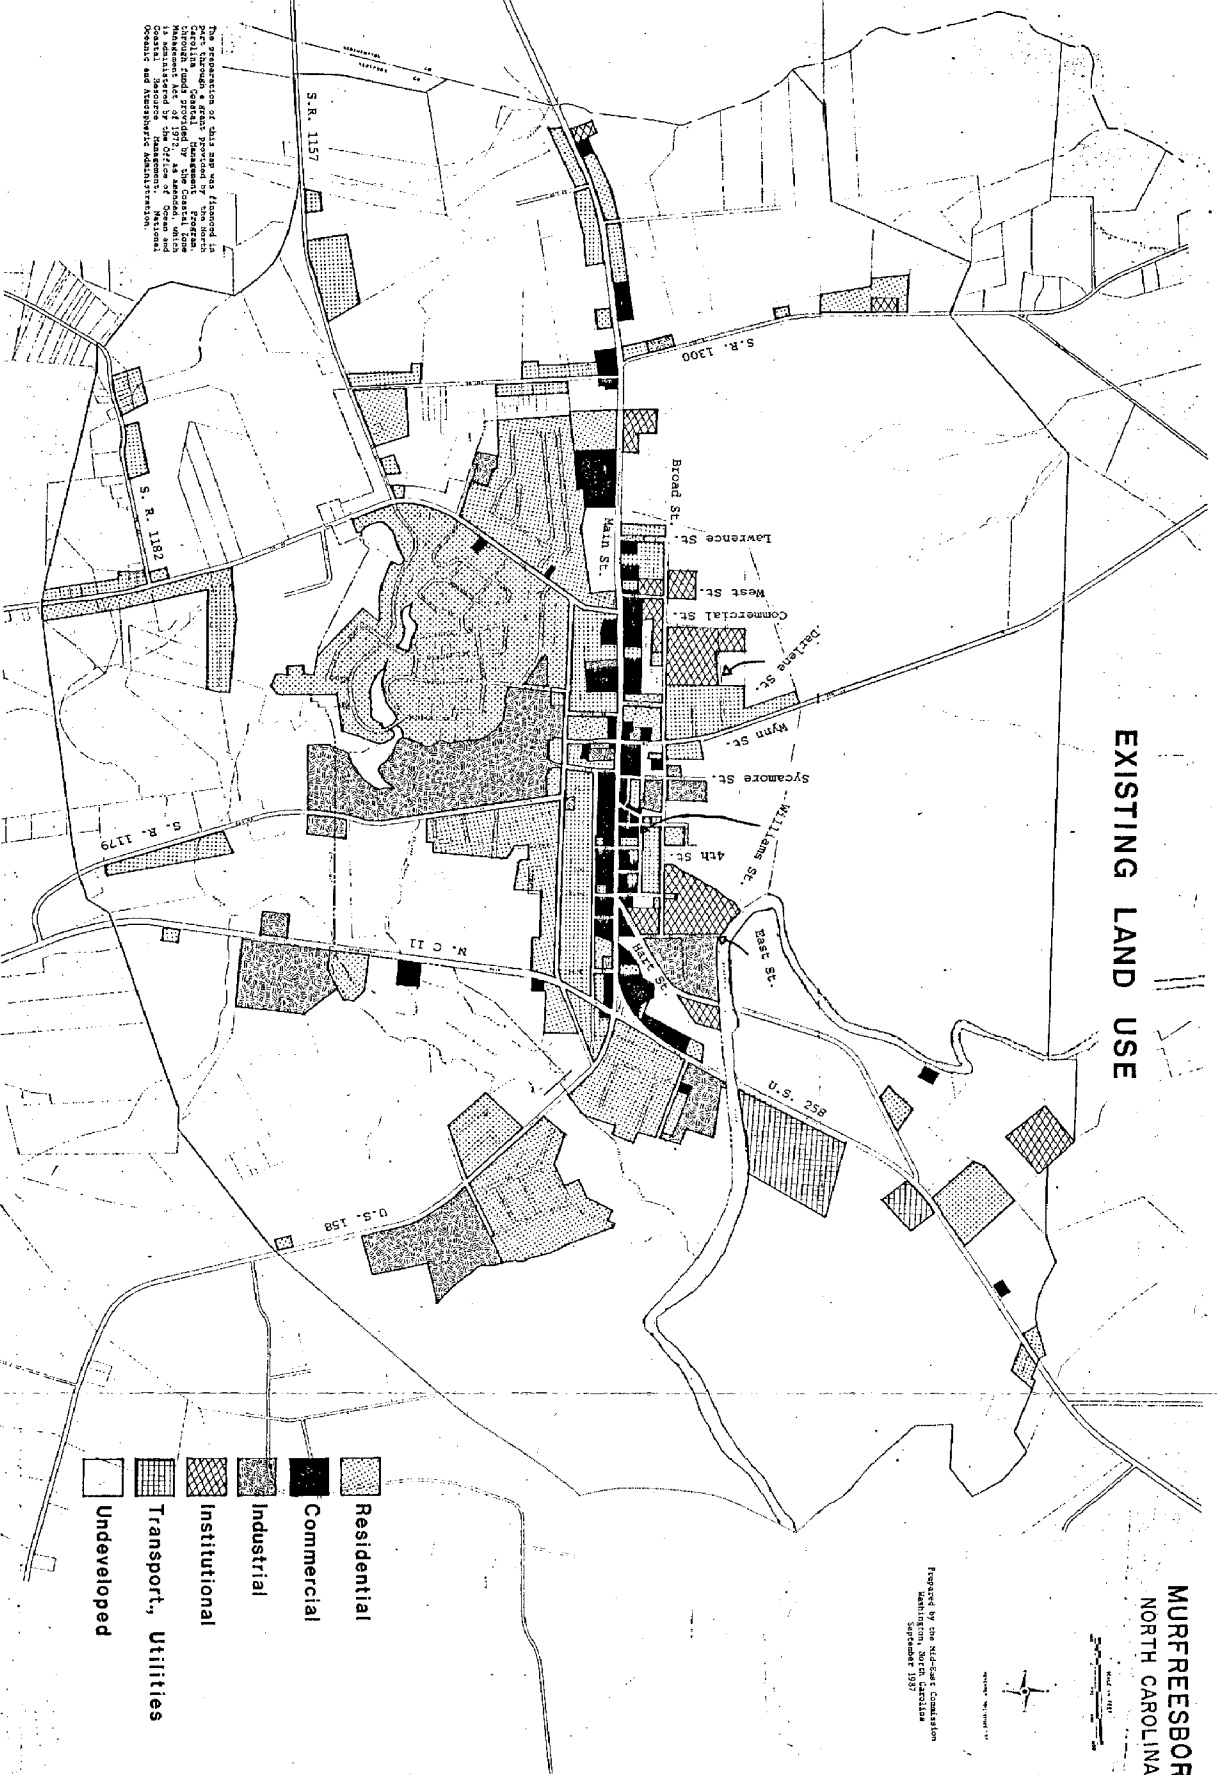 EXISTING LAND USE
MURFREESBOR
NORTH CAROLINA
The preparation of this map was financed in
part through a grant provided by the North
Carolina Coastal Management Program,
through funds provided by the Coastal Zone
Management Act of 1972, as amended, which
is administered by the Office of Ocean and
Coastal Resource Management, National
Oceanic and Atmospheric Administration.
S.R. 1157
S.R. 1300
Broad St.
Main St.
Lawrence St.
West St.
Commercial St.
Darlene St.
Wynn St.
Sycamore St.
Williams St.
4th St.
East St.
Hart St.
S. R. 1182
S. R. 1179
N. C 11
U.S. 258
U.S. 158
Residential
Commercial
Industrial
Institutional
Transport., Utilities
Undeveloped
Prepared by the Mid-East Commission
Washington, North Carolina
September 1987